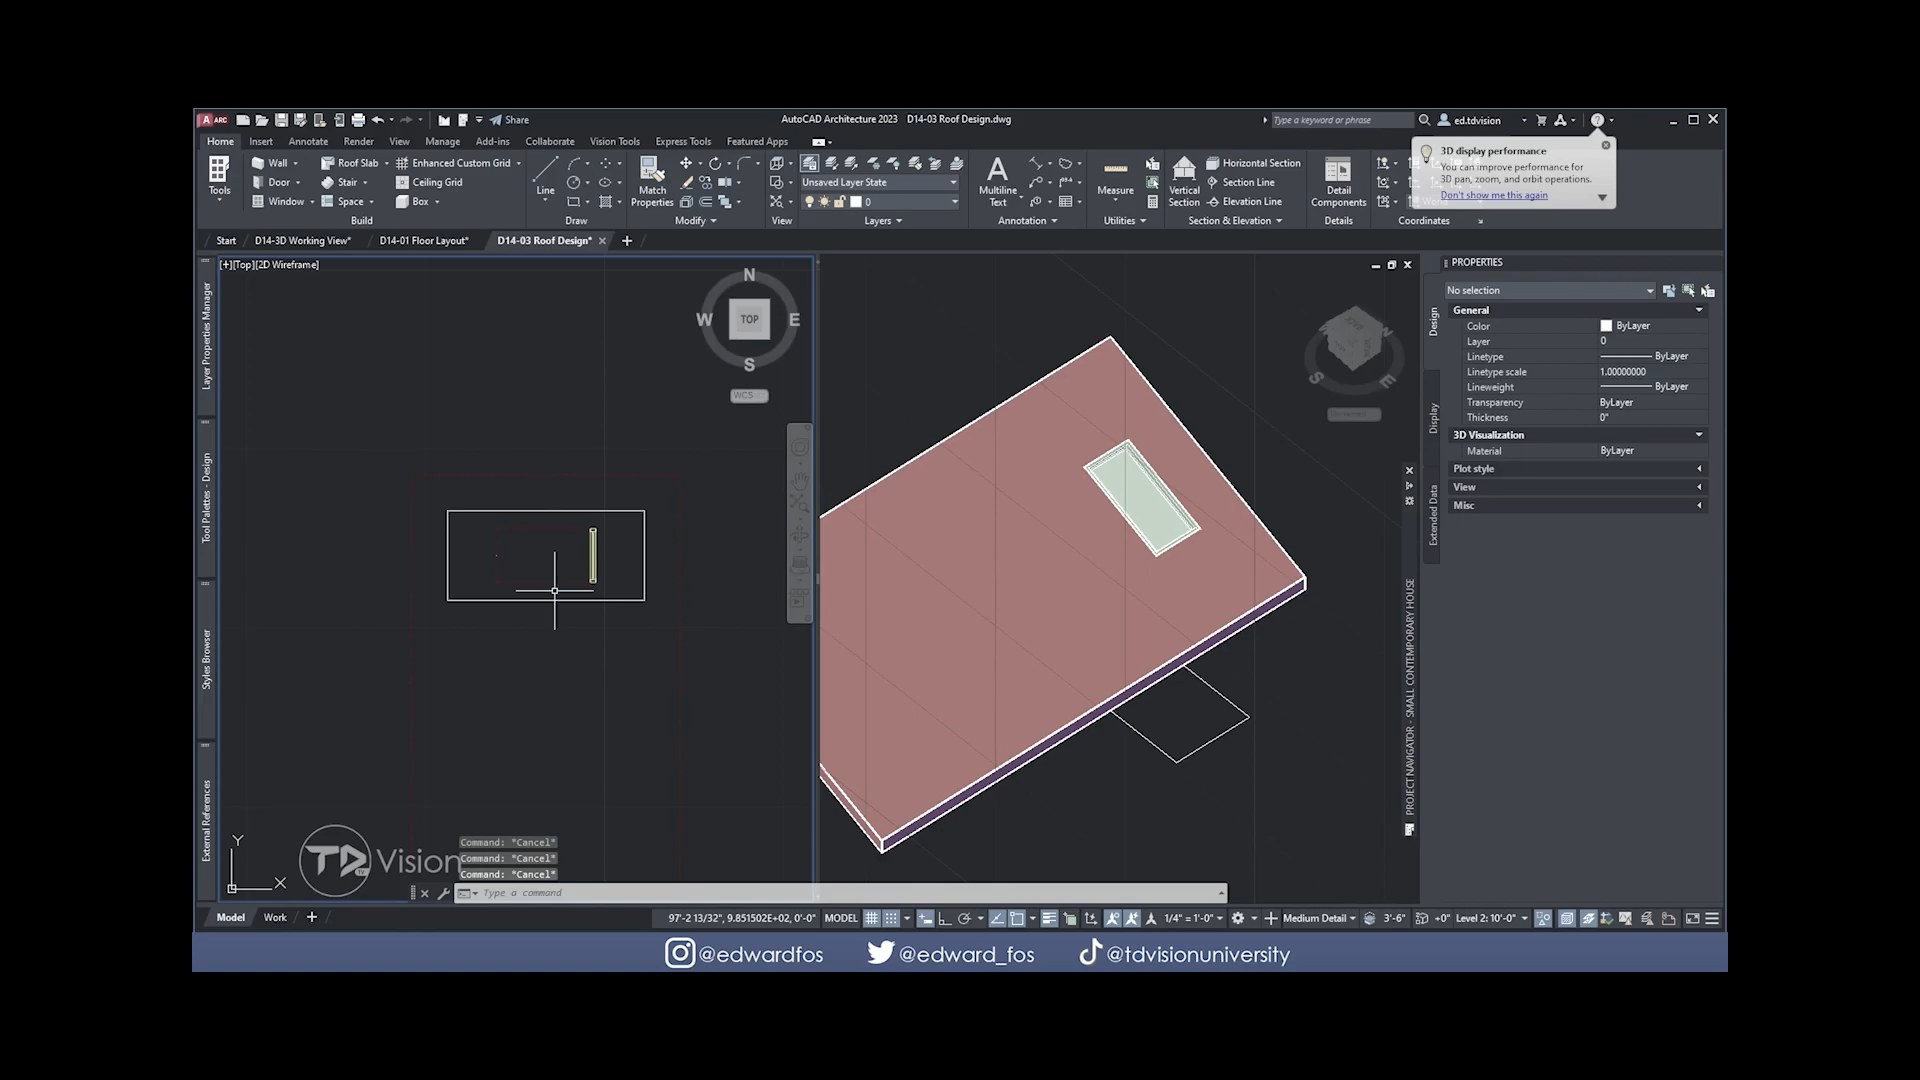 A ARC Share AutoCAD Architecture 2023 D14-03 Roof Design.dwg Type a keyword or phrase ed.tdvision
Home Insert Annotate Render View Manage Add-ins Collaborate Vision Tools Express Tools Featured Apps
Tools
Wall
Door
Window
Roof Slab
Stair
Space
Enhanced Custom Grid
Ceiling Grid
Box
Build
Line
Draw
Match
Properties
Modify
View
Unsaved Layer State
0
Layers
A
Multiline
Text
Annotation
Measure
Utilities
Vertical
Section
Horizontal Section
Section Line
Elevation Line
Section & Elevation
Detail
Components
Details
Coordinates
3D display performance
You can improve performance for
3D pan, zoom, and orbit operations.
Don't show me this again
Start D14-3D Working View* D14-01 Floor Layout* D14-03 Roof Design*
[+][Top][2D Wireframe]
N
W TOP E
S
WCS
S E
Layer Properties Manager
Tool Palettes - Design
Styles Browser
External References
PROPERTIES
No selection
General
Color ByLayer
Layer 0
Linetype ByLayer
Linetype scale 1.00000000
Lineweight ByLayer
Transparency ByLayer
Thickness 0"
3D Visualization
Material ByLayer
Plot style
View
Misc
Design
Display
Extended Data
PROJECT NAVIGATOR - SMALL CONTEMPORARY HOUSE
Y
X
TD Vision
Command: *Cancel*
Command: *Cancel*
Command: *Cancel*
Type a command
Model Work
97'-2 13/32", 9.851502E+02, 0'-0" MODEL 1/4" = 1'-0" Medium Detail 3'-6" +0" Level 2: 10'-0"
@edwardfos @edward_fos @tdvisionuniversity